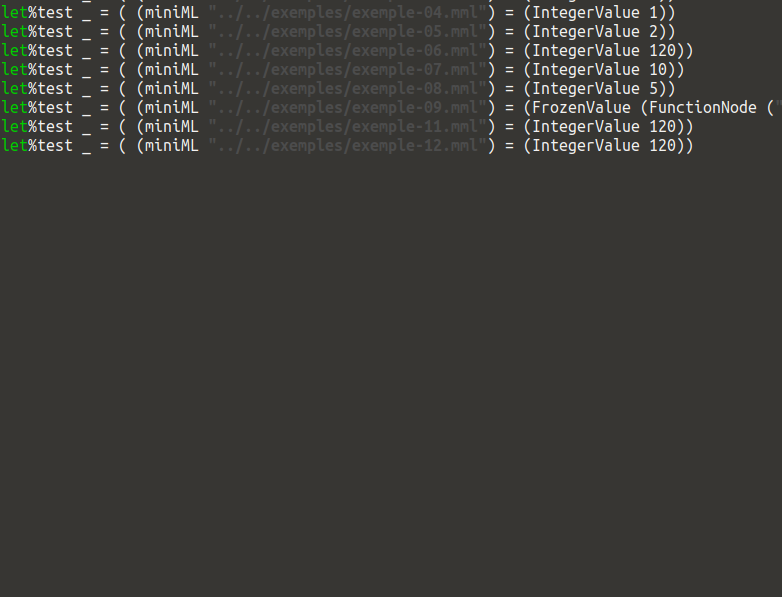 let%test _ = ( (miniML "../../exemples/exemple-04.mml") = (IntegerValue 1))
let%test _ = ( (miniML "../../exemples/exemple-05.mml") = (IntegerValue 2))
let%test _ = ( (miniML "../../exemples/exemple-06.mml") = (IntegerValue 120))
let%test _ = ( (miniML "../../exemples/exemple-07.mml") = (IntegerValue 10))
let%test _ = ( (miniML "../../exemples/exemple-08.mml") = (IntegerValue 5))
let%test _ = ( (miniML "../../exemples/exemple-09.mml") = (FrozenValue (FunctionNode ("
let%test _ = ( (miniML "../../exemples/exemple-11.mml") = (IntegerValue 120))
let%test _ = ( (miniML "../../exemples/exemple-12.mml") = (IntegerValue 120))